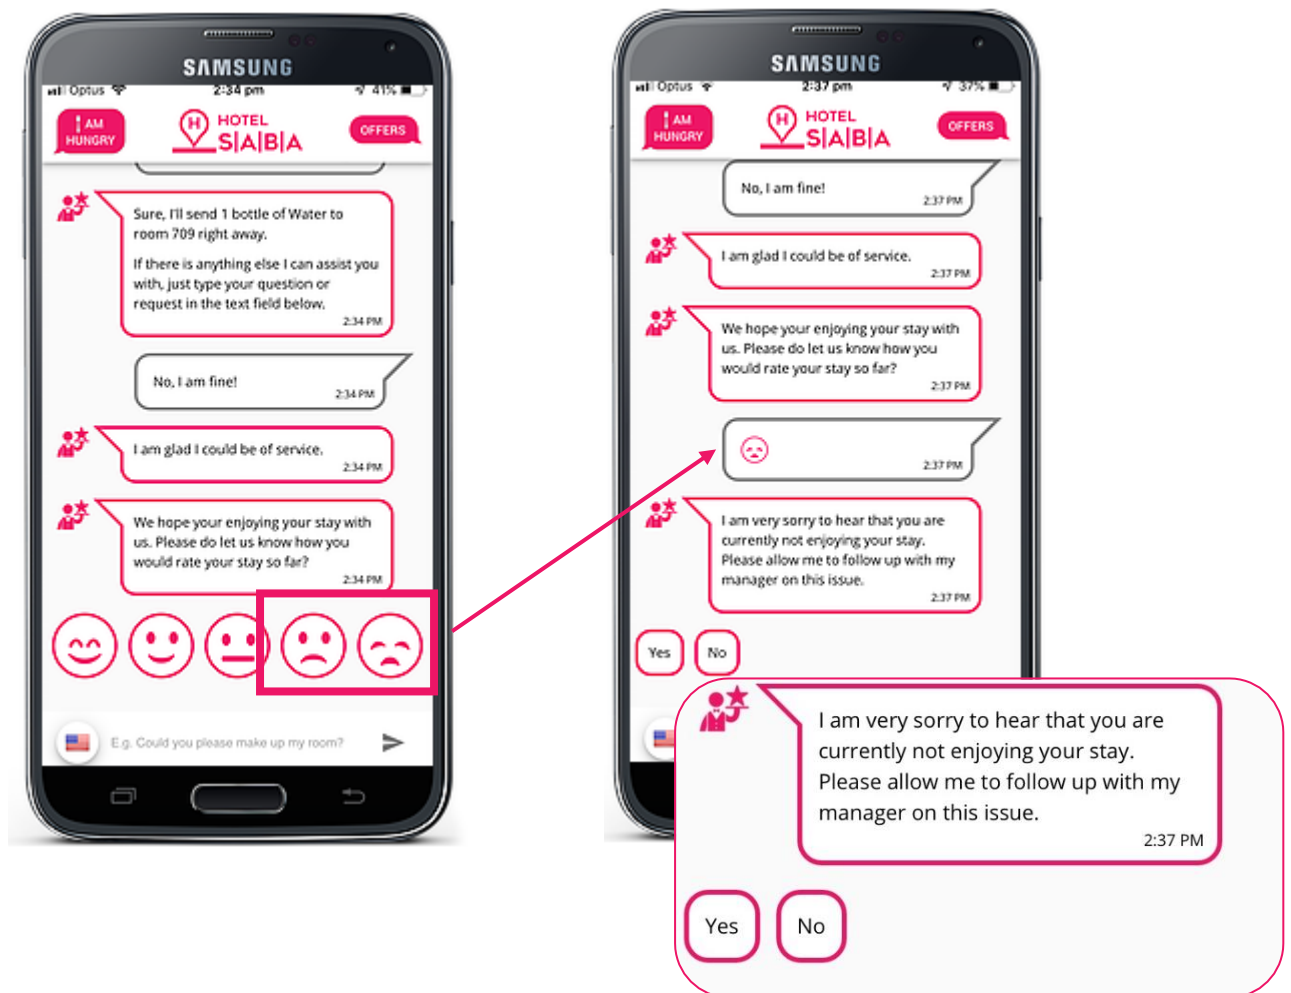 SAMSUNG
Optus
2:34 pm
41%
I AM
HUNGRY
H
HOTEL
S|A|B|A
OFFERS
Sure, I'll send 1 bottle of Water to
room 709 right away.
If there is anything else I can assist you
with, just type your question or
request in the text field below.
2:34 PM
No, I am fine!
2:34 PM
I am glad I could be of service.
2:34 PM
We hope your enjoying your stay with
us. Please do let us know how you
would rate your stay so far?
2:34 PM
E.g. Could you please make up my room?
SAMSUNG
Optus
2:37 pm
37%
I AM
HUNGRY
H
HOTEL
S|A|B|A
OFFERS
No, I am fine!
2:37 PM
I am glad I could be of service.
2:37 PM
We hope your enjoying your stay with
us. Please do let us know how you
would rate your stay so far?
2:37 PM
2:37 PM
I am very sorry to hear that you are
currently not enjoying your stay.
Please allow me to follow up with my
manager on this issue.
2:37 PM
Yes
No
I am very sorry to hear that you are
currently not enjoying your stay.
Please allow me to follow up with my
manager on this issue.
2:37 PM
Yes
No